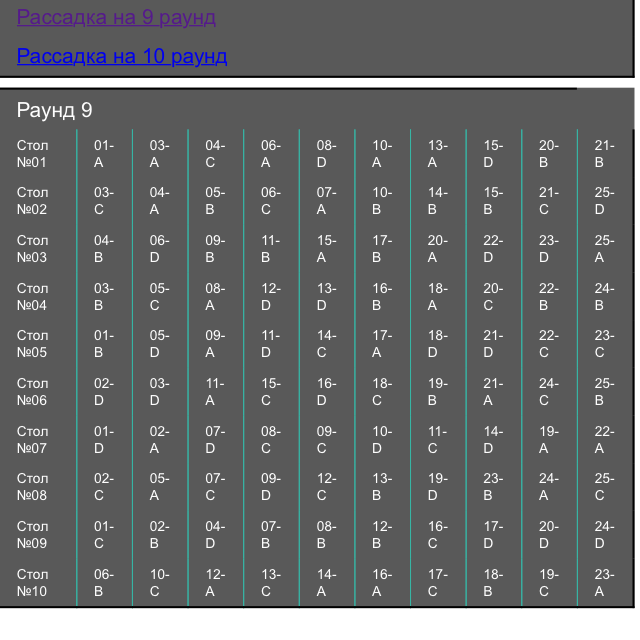 Рассадка на 9 раунд
Рассадка на 10 раунд
Раунд 9
Стол №01 01-A 03-A 04-C 06-A 08-D 10-A 13-A 15-D 20-B 21-B
Стол №02 03-C 04-A 05-B 06-C 07-A 10-B 14-B 15-B 21-C 25-D
Стол №03 04-B 06-D 09-B 11-B 15-A 17-B 20-A 22-D 23-D 25-A
Стол №04 03-B 05-C 08-A 12-D 13-D 16-B 18-A 20-C 22-B 24-B
Стол №05 01-B 05-D 09-A 11-D 14-C 17-A 18-D 21-D 22-C 23-C
Стол №06 02-D 03-D 11-A 15-C 16-D 18-C 19-B 21-A 24-C 25-B
Стол №07 01-D 02-A 07-D 08-C 09-C 10-D 11-C 14-D 19-A 22-A
Стол №08 02-C 05-A 07-C 09-D 12-C 13-B 19-D 23-B 24-A 25-C
Стол №09 01-C 02-B 04-D 07-B 08-B 12-B 16-C 17-D 20-D 24-D
Стол №10 06-B 10-C 12-A 13-C 14-A 16-A 17-C 18-B 19-C 23-A